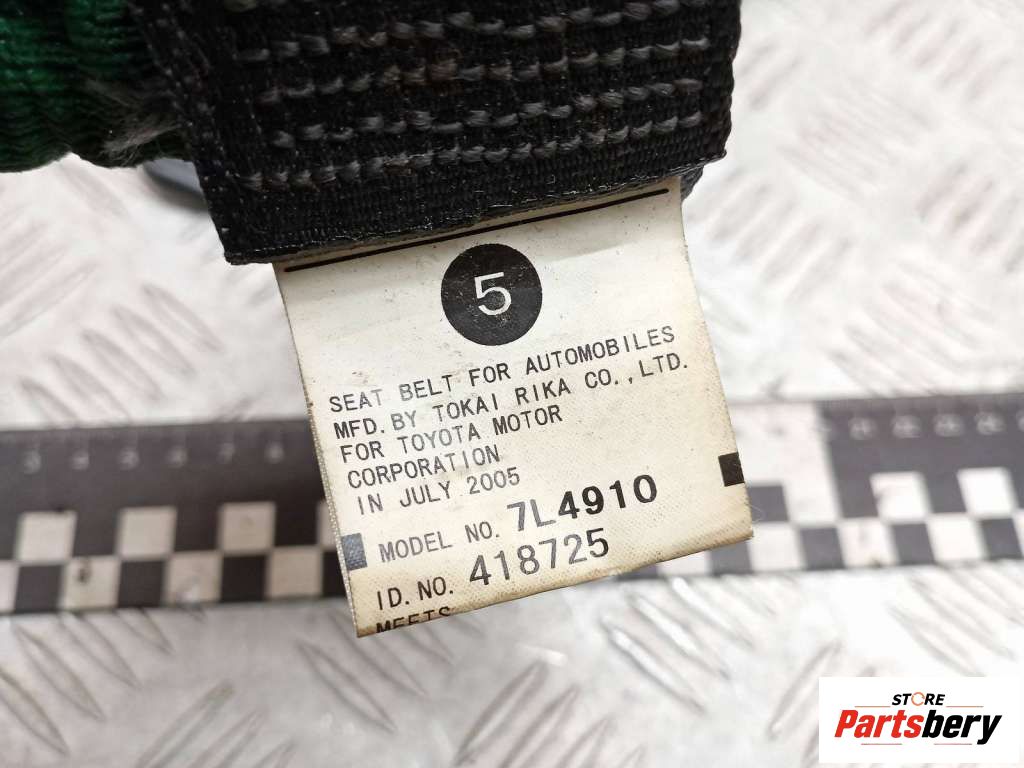 5
SEAT BELT FOR AUTOMOBILES
MFD. BY TOKAI RIKA CO., LTD.
FOR TOYOTA MOTOR
CORPORATION
IN JULY 2005
MODEL NO. 7L4910
ID. NO. 418725
MEETS
STORE
Partsbery